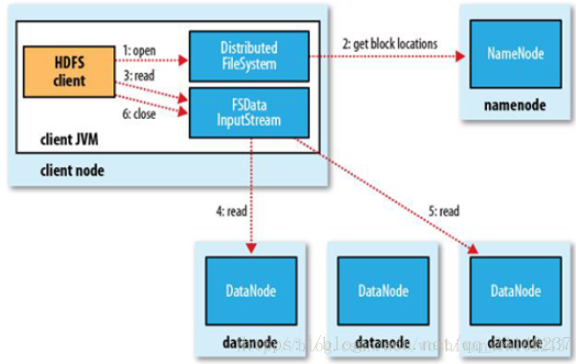 HDFS
client
1: open
3: read
6: close
Distributed
FileSystem
FSData
InputStream
client JVM
client node
2: get block locations
NameNode
namenode
4: read
5: read
DataNode
datanode
DataNode
datanode
DataNode
datanode